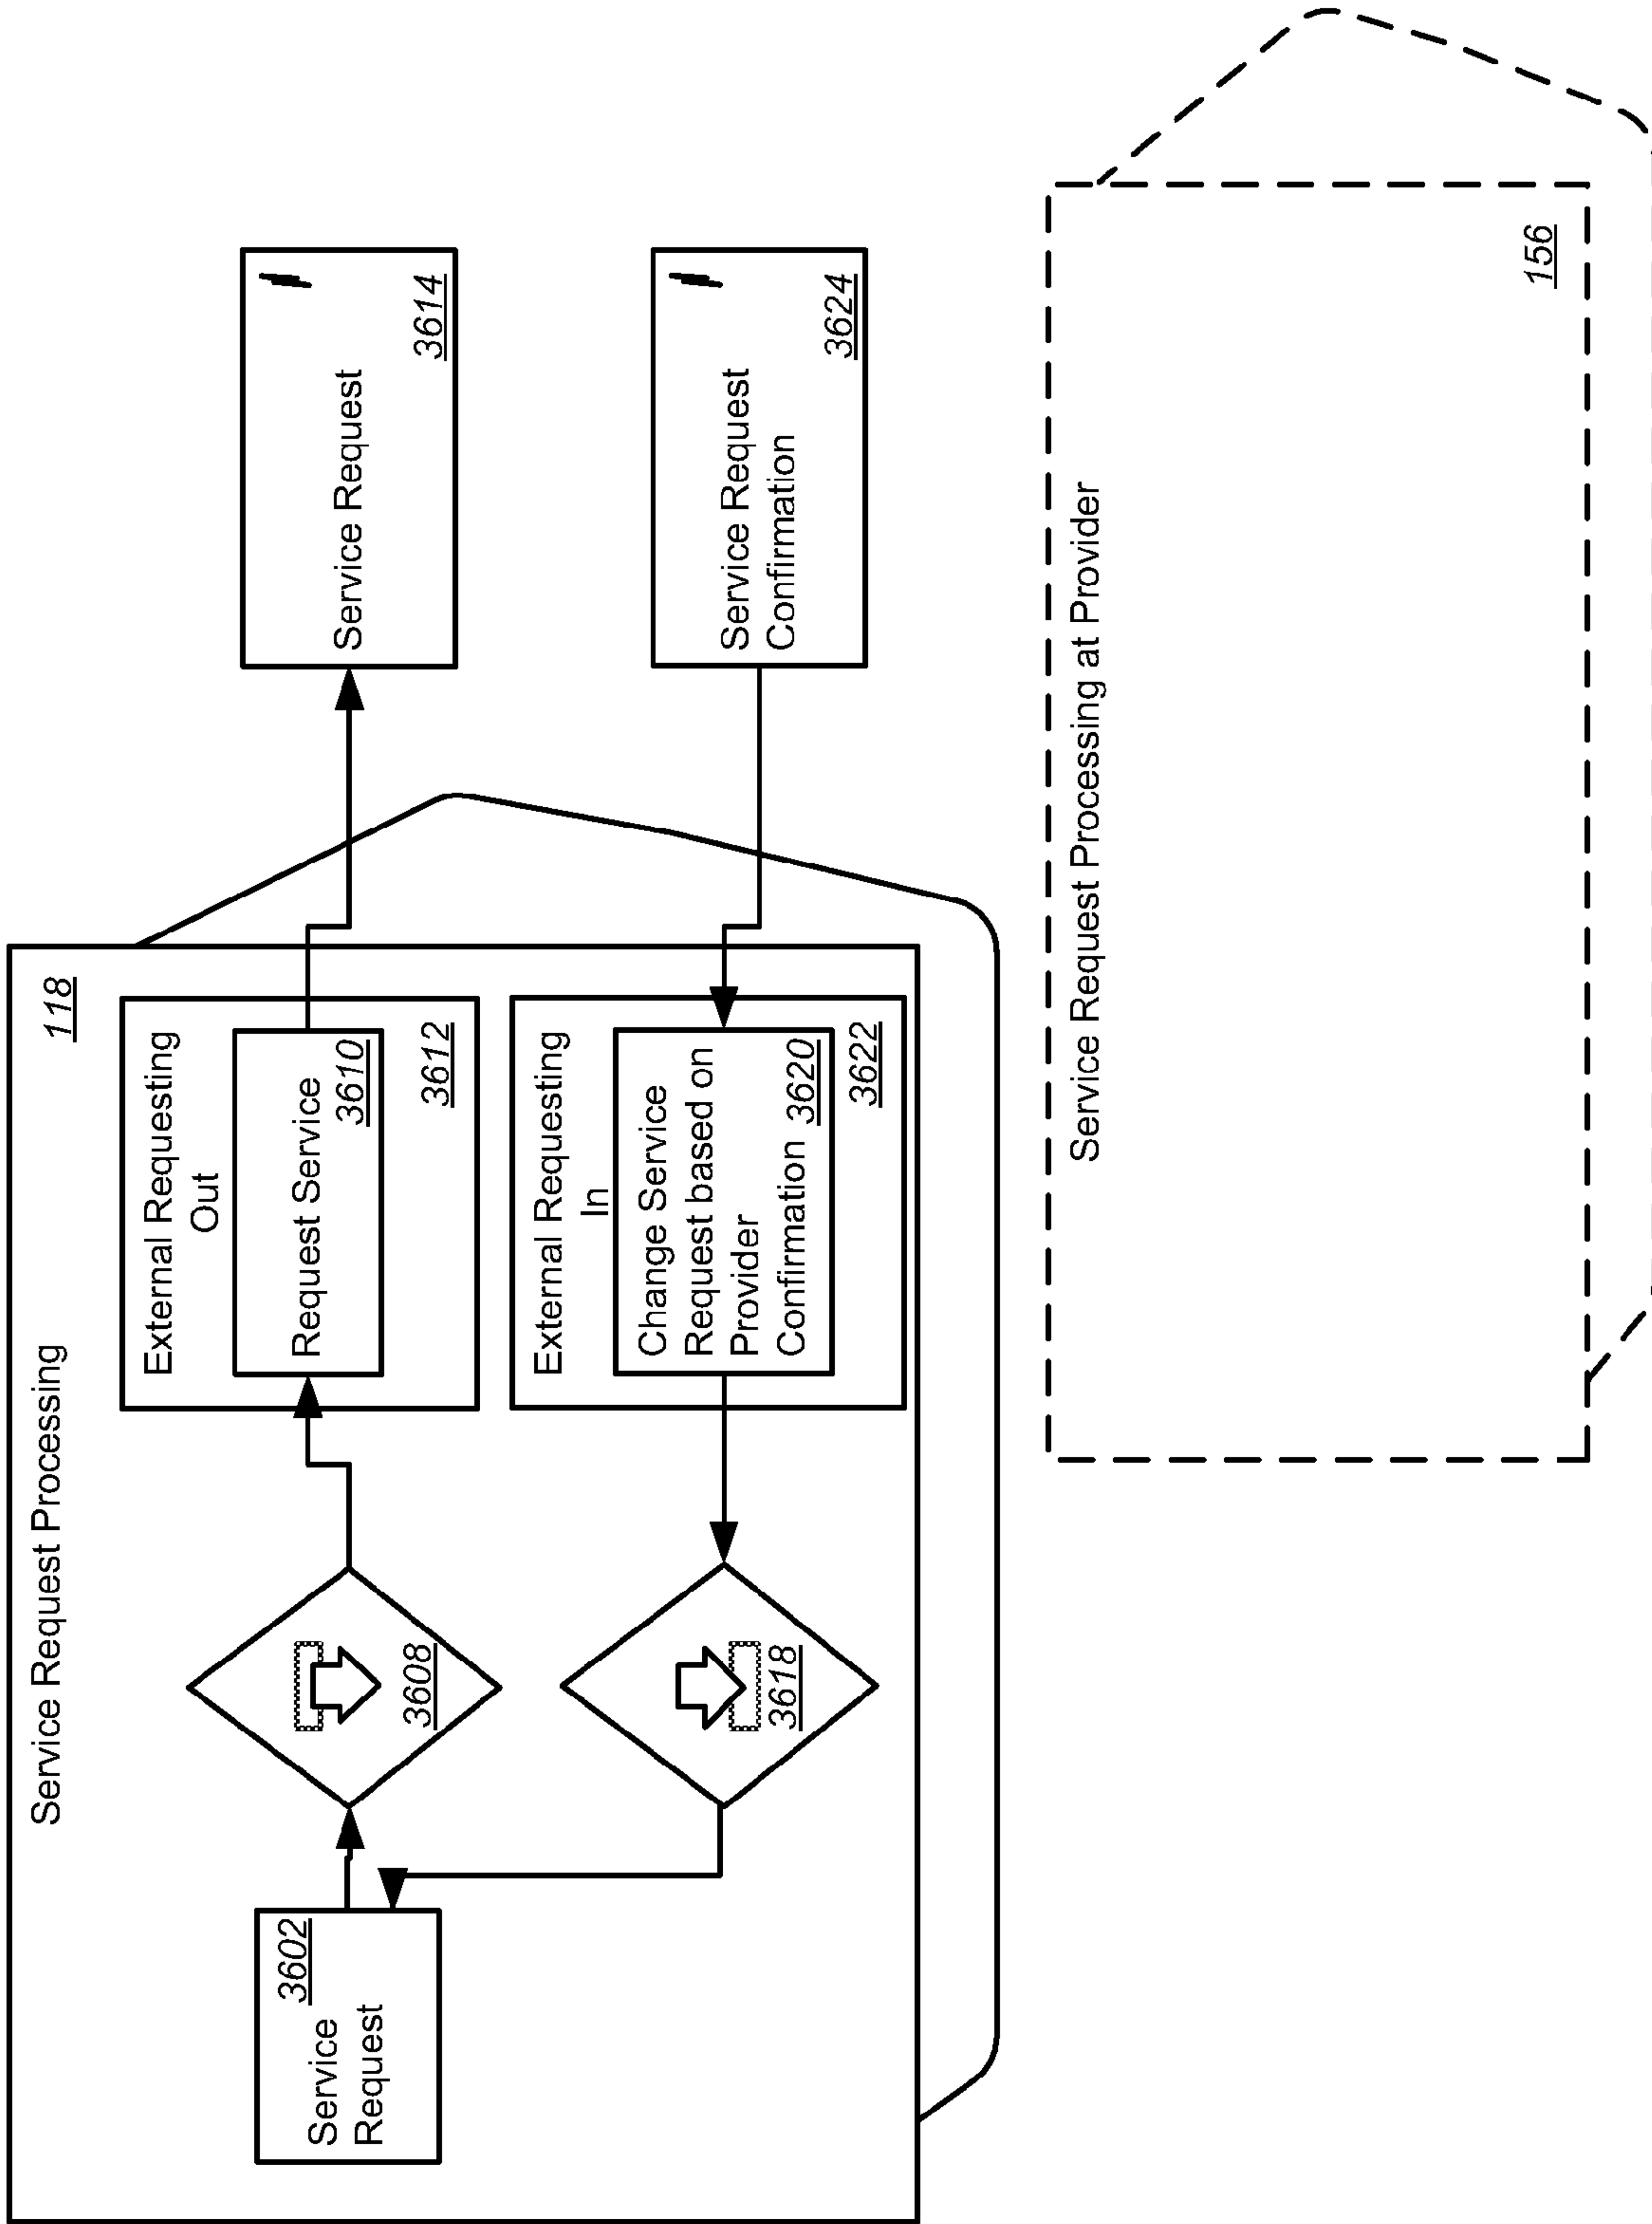 Service Request Processing
118
Service
Request
3602
3608
External Requesting
Out
Request Service
3610
3612
Service Request
3614
3618
External Requesting
In
Change Service
Request based on
Provider
Confirmation 3620
3622
Service Request
Confirmation
3624
Service Request Processing at Provider
156